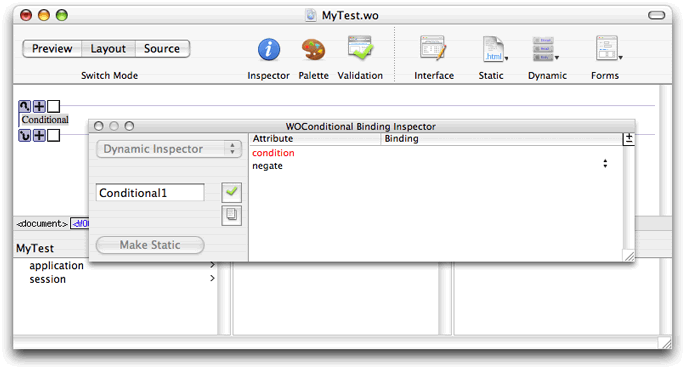 MyTest.wo
Preview Layout Source
Switch Mode
Inspector Palette Validation Interface Static Dynamic Forms
.html
Conditional
WOConditional Binding Inspector
Dynamic Inspector
Attribute Binding
condition
negate
Conditional1
Make Static
<document>
MyTest
application >
session >